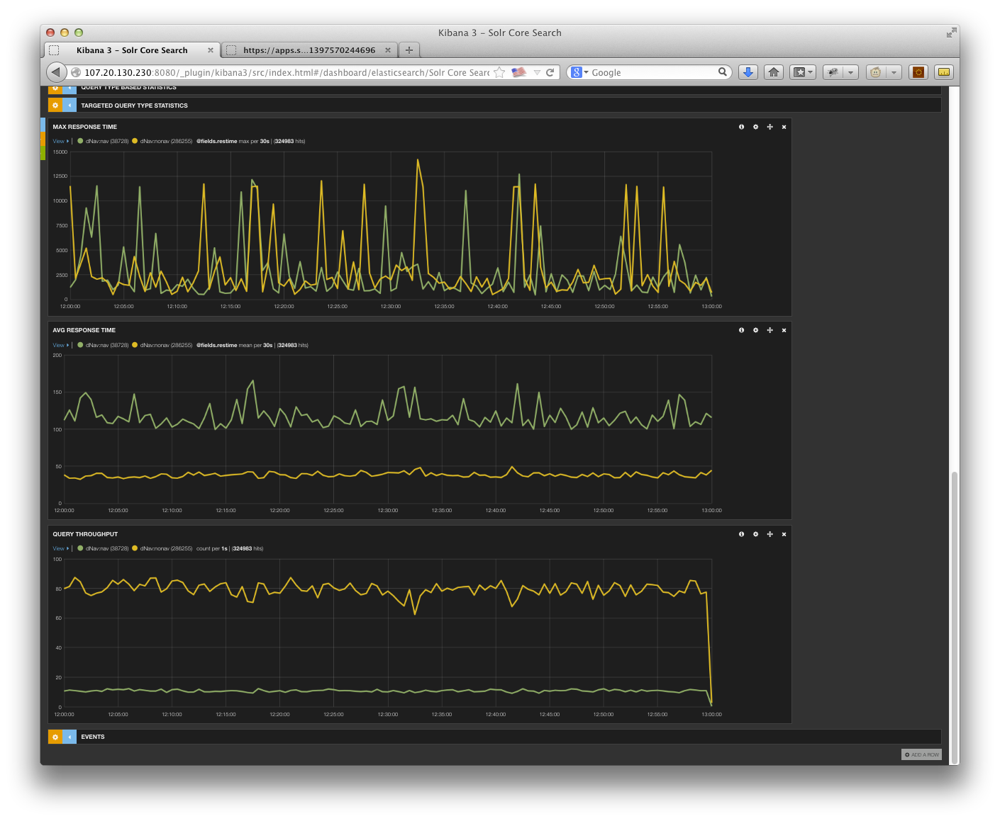 Kibana 3 – Solr Core Search
Kibana 3 – Solr Core Search
https://apps.s...1397570244696
107.20.130.230:8080/_plugin/kibana3/src/index.html#/dashboard/elasticsearch/Solr Core Searc
Google
QUERY TYPE BASED STATISTICS
TARGETED QUERY TYPE STATISTICS
MAX RESPONSE TIME
View | dNav:nav (38728) dNav:nonav (286255) @fields.restime max per 30s | (324983 hits)
15000
12500
10000
7500
5000
2500
0
12:00:00 12:05:00 12:10:00 12:15:00 12:20:00 12:25:00 12:30:00 12:35:00 12:40:00 12:45:00 12:50:00 12:55:00 13:00:00
AVG RESPONSE TIME
View | dNav:nav (38728) dNav:nonav (286255) @fields.restime mean per 30s | (324983 hits)
200
150
100
50
0
12:00:00 12:05:00 12:10:00 12:15:00 12:20:00 12:25:00 12:30:00 12:35:00 12:40:00 12:45:00 12:50:00 12:55:00 13:00:00
QUERY THROUGHPUT
View | dNav:nav (38728) dNav:nonav (286255) count per 1s | (324983 hits)
100
80
60
40
20
0
12:00:00 12:05:00 12:10:00 12:15:00 12:20:00 12:25:00 12:30:00 12:35:00 12:40:00 12:45:00 12:50:00 12:55:00 13:00:00
EVENTS
ADD A ROW